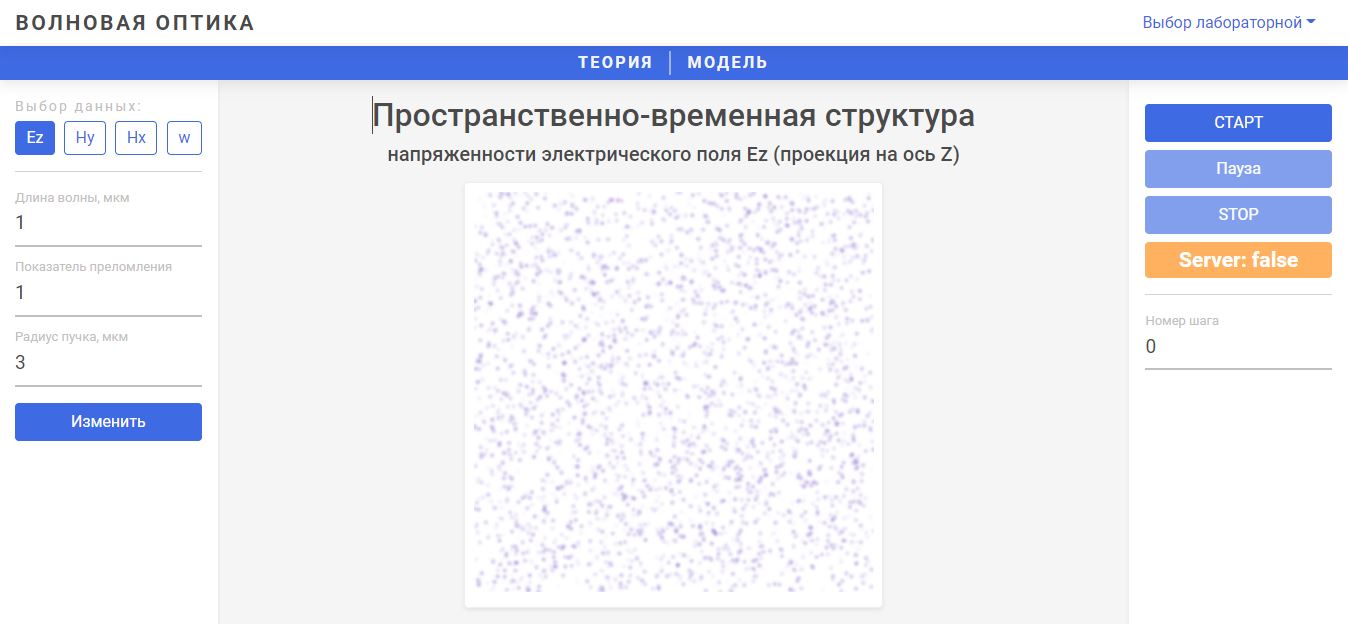 ВОЛНОВАЯ ОПТИКА
Выбор лабораторной
ТЕОРИЯ
МОДЕЛЬ
Выбор данных:
Ez
Hy
Hx
w
Длина волны, мкм
1
Показатель преломления
1
Радиус пучка, мкм
3
Изменить
Пространственно-временная структура
напряженности электрического поля Ez (проекция на ось Z)
СТАРТ
Пауза
STOP
Server: false
Номер шага
0